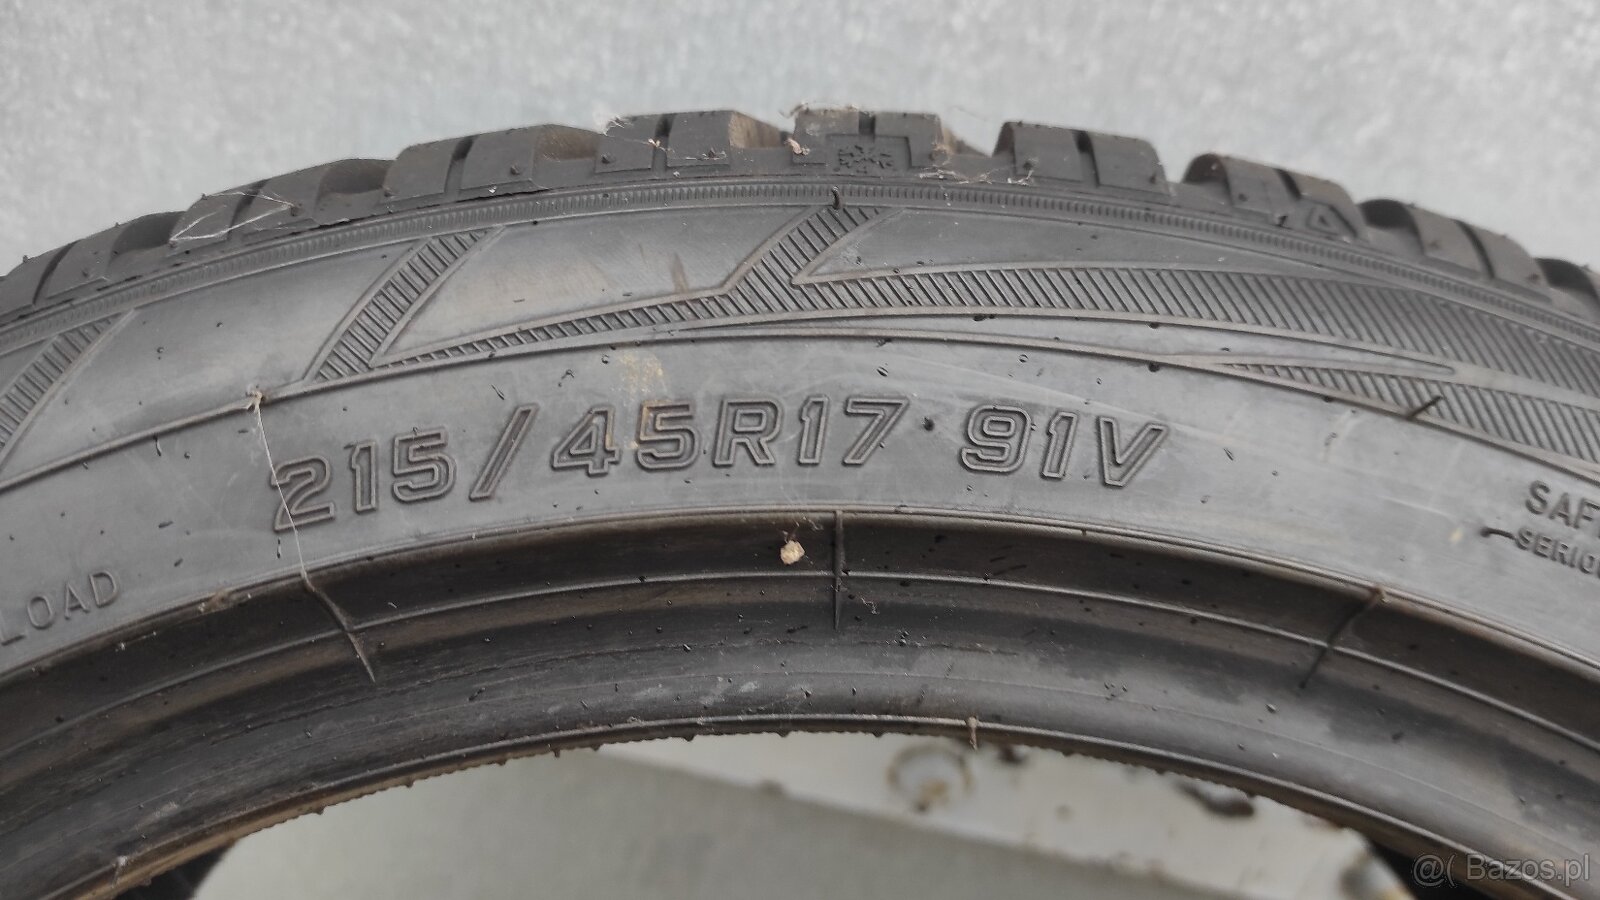 215/45R17 91V
LOAD
SAF
SERIO
@( Bazos.pl